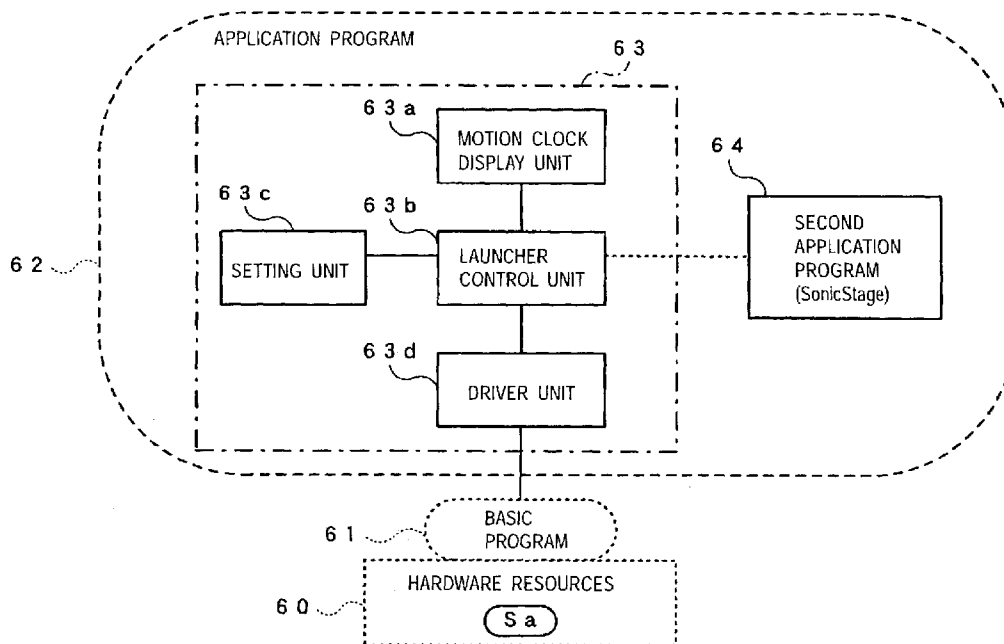 APPLICATION PROGRAM
63
63a
MOTION CLOCK
DISPLAY UNIT
64
63c
63b
SECOND
APPLICATION
PROGRAM
(SonicStage)
62
SETTING UNIT
LAUNCHER
CONTROL UNIT
63d
DRIVER UNIT
61
BASIC
PROGRAM
HARDWARE RESOURCES
60
Sa